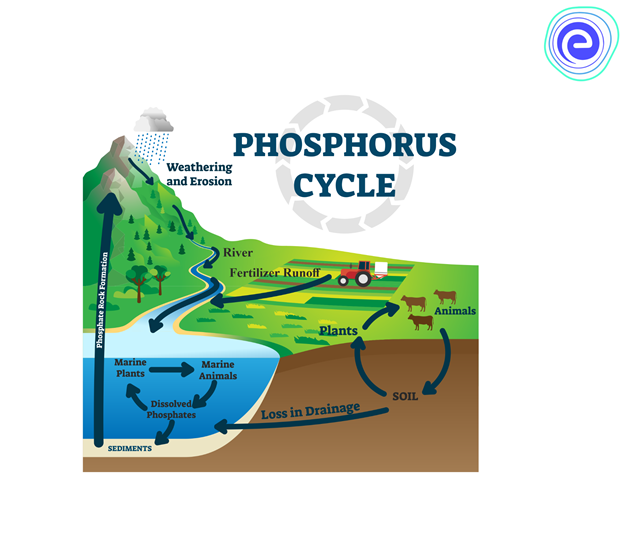 PHOSPHORUS
CYCLE
Weathering
and Erosion
River
Fertilizer Runoff
Phosphate Rock Formation
Plants
Animals
SOIL
Marine
Plants
Marine
Animals
Dissolved
Phosphates
Loss in Drainage
SEDIMENTS
e